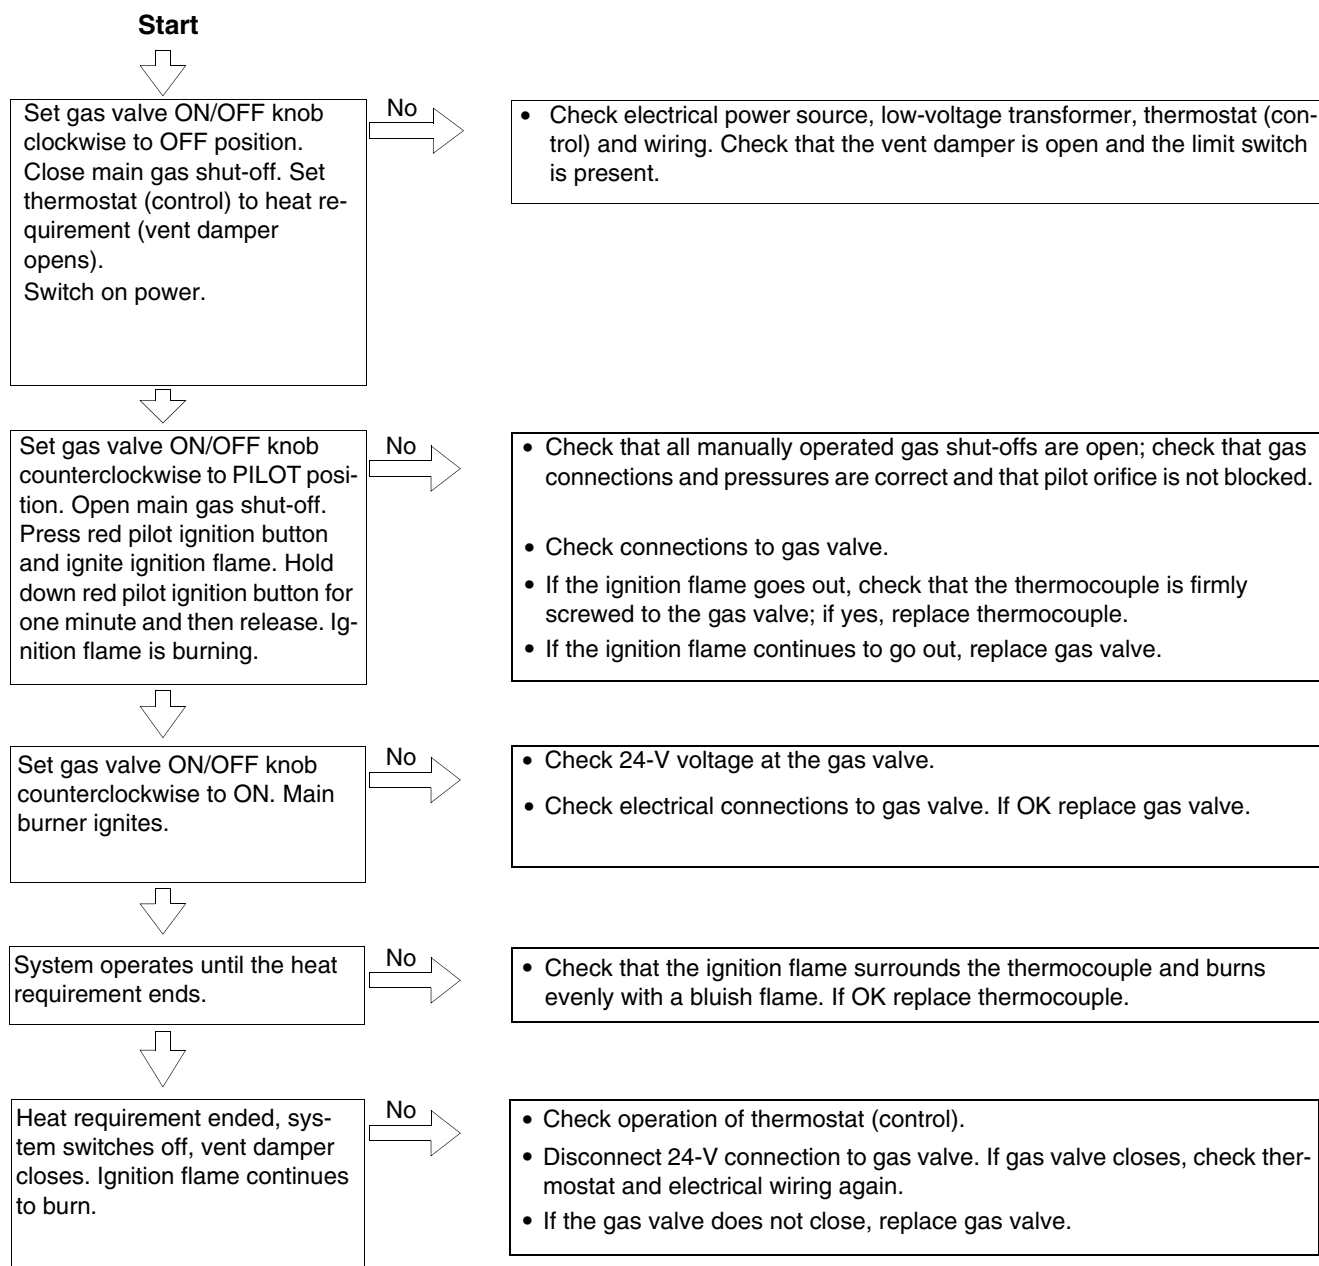 Start
Set gas valve ON/OFF knob
clockwise to OFF position.
Close main gas shut-off. Set
thermostat (control) to heat re-
quirement (vent damper
opens).
Switch on power.
No
• Check electrical power source, low-voltage transformer, thermostat (con-
trol) and wiring. Check that the vent damper is open and the limit switch
is present.
Set gas valve ON/OFF knob
counterclockwise to PILOT posi-
tion. Open main gas shut-off.
Press red pilot ignition button
and ignite ignition flame. Hold
down red pilot ignition button for
one minute and then release. Ig-
nition flame is burning.
No
• Check that all manually operated gas shut-offs are open; check that gas
connections and pressures are correct and that pilot orifice is not blocked.
• Check connections to gas valve.
• If the ignition flame goes out, check that the thermocouple is firmly
screwed to the gas valve; if yes, replace thermocouple.
• If the ignition flame continues to go out, replace gas valve.
Set gas valve ON/OFF knob
counterclockwise to ON. Main
burner ignites.
No
• Check 24-V voltage at the gas valve.
• Check electrical connections to gas valve. If OK replace gas valve.
System operates until the heat
requirement ends.
No
• Check that the ignition flame surrounds the thermocouple and burns
evenly with a bluish flame. If OK replace thermocouple.
Heat requirement ended, sys-
tem switches off, vent damper
closes. Ignition flame continues
to burn.
No
• Check operation of thermostat (control).
• Disconnect 24-V connection to gas valve. If gas valve closes, check ther-
mostat and electrical wiring again.
• If the gas valve does not close, replace gas valve.